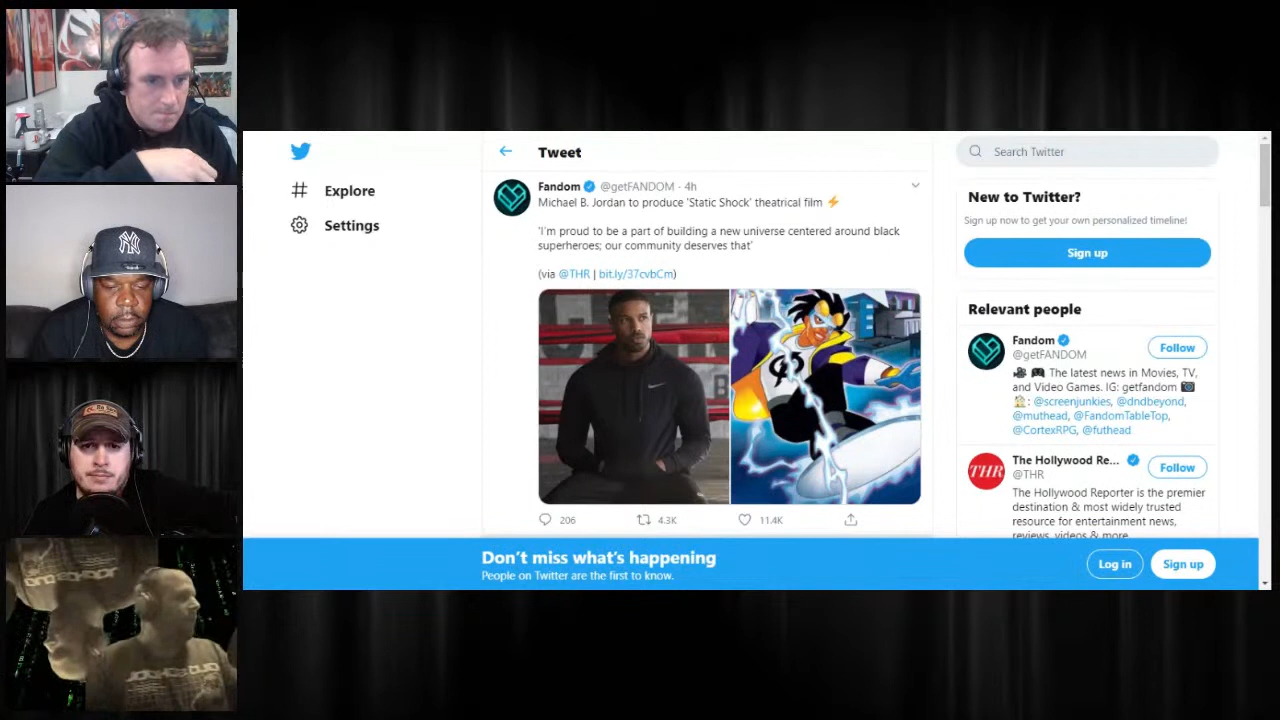 Explore
Settings
Tweet
Fandom @getFANDOM · 4h
Michael B. Jordan to produce 'Static Shock' theatrical film ⚡
'I'm proud to be a part of building a new universe centered around black
superheroes; our community deserves that'
(via @THR | bit.ly/37cvbCm)
206
4.3K
11.4K
Search Twitter
New to Twitter?
Sign up now to get your own personalized timeline!
Sign up
Relevant people
Fandom
@getFANDOM
Follow
The latest news in Movies, TV,
and Video Games. IG: getfandom
: @screenjunkies, @dndbeyond,
@muthead, @FandomTableTop,
@CortexRPG, @futhead
THR
The Hollywood Re...
@THR
Follow
The Hollywood Reporter is the premier
destination & most widely trusted
resource for entertainment news,
reviews, videos & more.
Don't miss what's happening
People on Twitter are the first to know.
Log in
Sign up